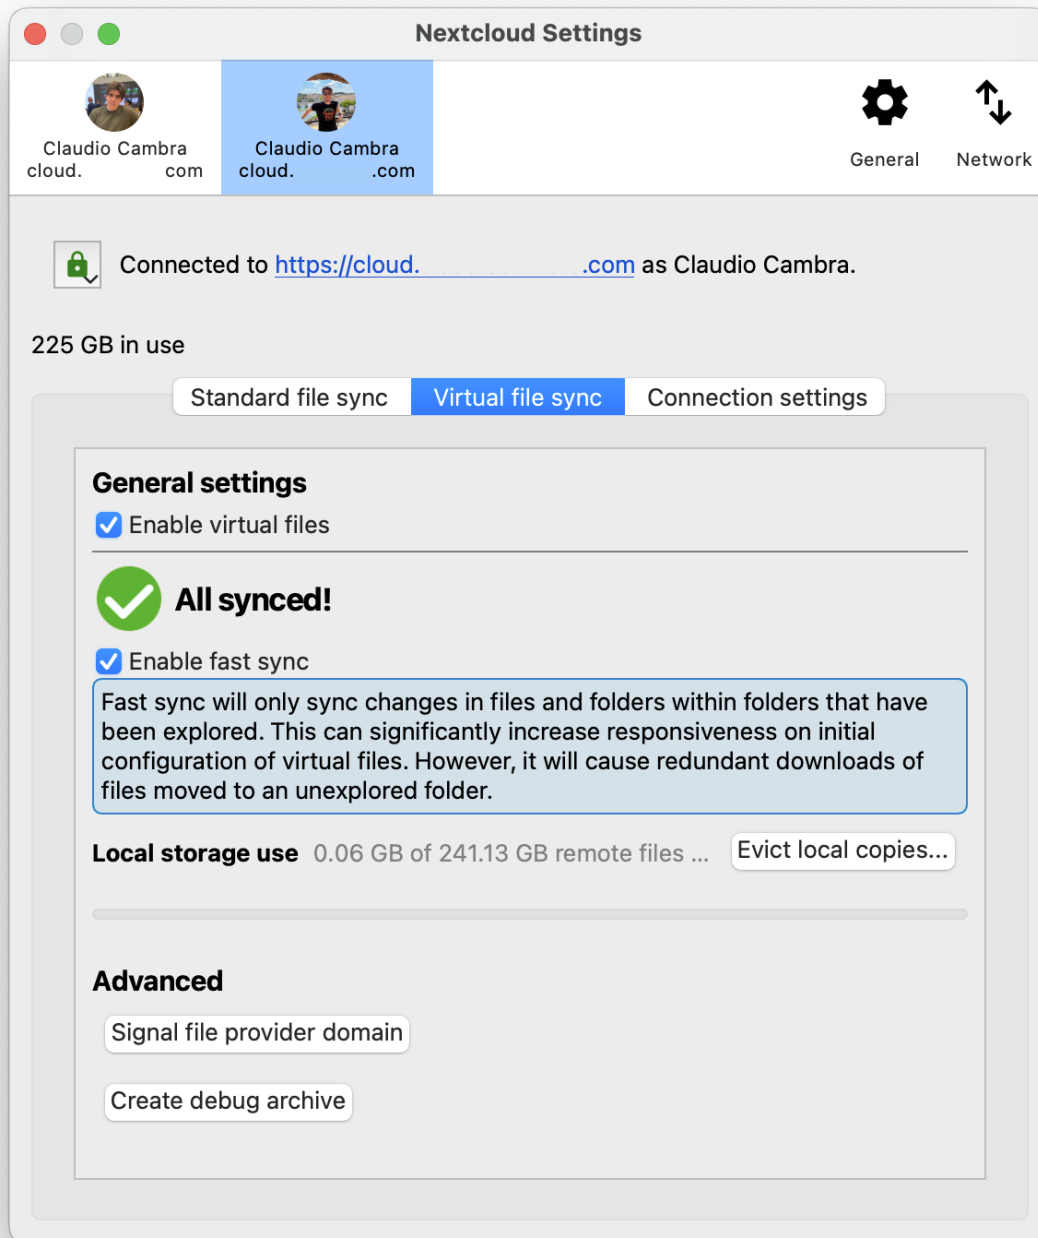 Nextcloud Settings
Claudio Cambra
cloud. com
Claudio Cambra
cloud. .com
General
Network
Connected to https://cloud. .com as Claudio Cambra.
225 GB in use
Standard file sync
Virtual file sync
Connection settings
General settings
Enable virtual files
All synced!
Enable fast sync
Fast sync will only sync changes in files and folders within folders that have
been explored. This can significantly increase responsiveness on initial
configuration of virtual files. However, it will cause redundant downloads of
files moved to an unexplored folder.
Local storage use 0.06 GB of 241.13 GB remote files ... Evict local copies...
Advanced
Signal file provider domain
Create debug archive